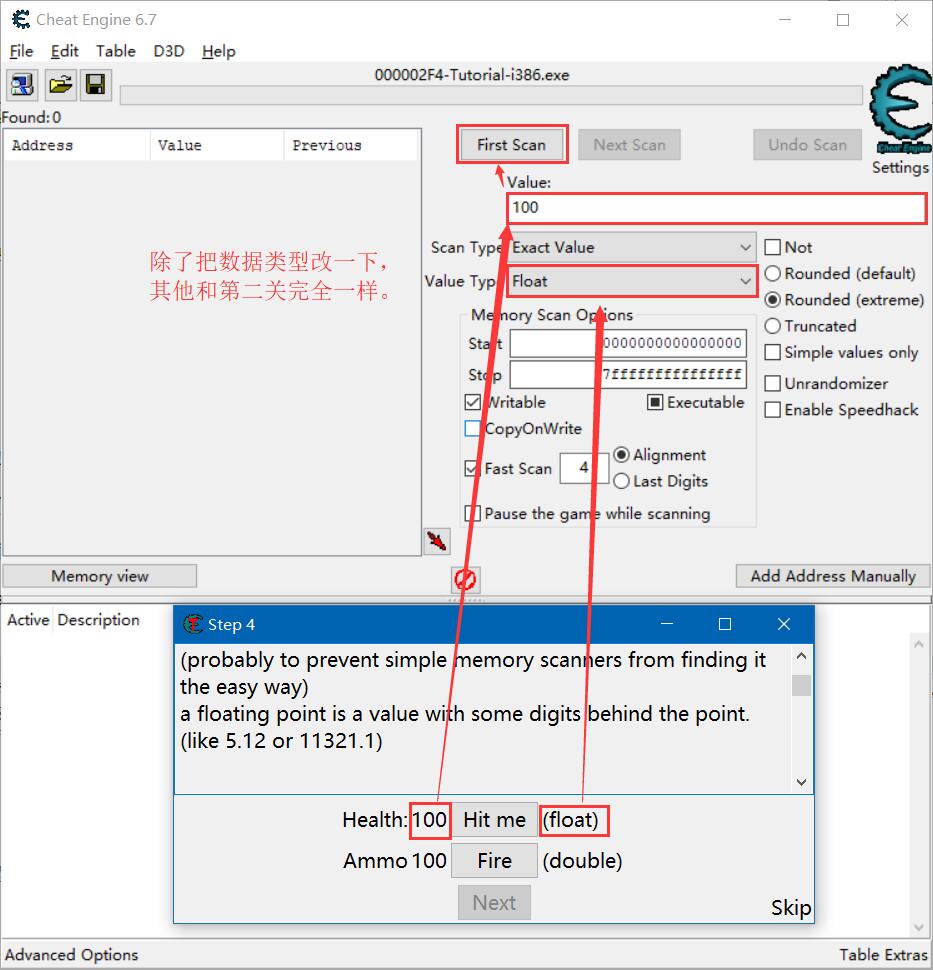 Cheat Engine 6.7
File Edit Table D3D Help
000002F4-Tutorial-i386.exe
Found: 0
Address Value Previous
First Scan Next Scan Undo Scan
Cheat Engine
Settings
Value:
100
Scan Type Exact Value
Not
Value Type Float
Rounded (default)
Rounded (extreme)
Truncated
Simple values only
Unrandomizer
Enable Speedhack
除了把数据类型改一下，
其他和第二关完全一样。
Memory Scan Options
Start 0000000000000000
Stop 7fffffffffffffff
Writable Executable
CopyOnWrite
Fast Scan 4 Alignment
Last Digits
Pause the game while scanning
Memory view
Add Address Manually
Active Description
Step 4
(probably to prevent simple memory scanners from finding it
the easy way)
a floating point is a value with some digits behind the point.
(like 5.12 or 11321.1)
Health: 100 Hit me (float)
Ammo 100 Fire (double)
Next
Skip
Advanced Options Table Extras